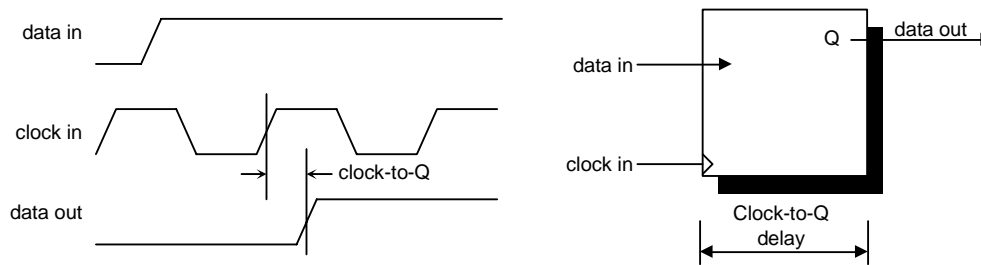 data in
clock in
clock-to-Q
data out
Q
data out
data in
clock in
Clock-to-Q
delay